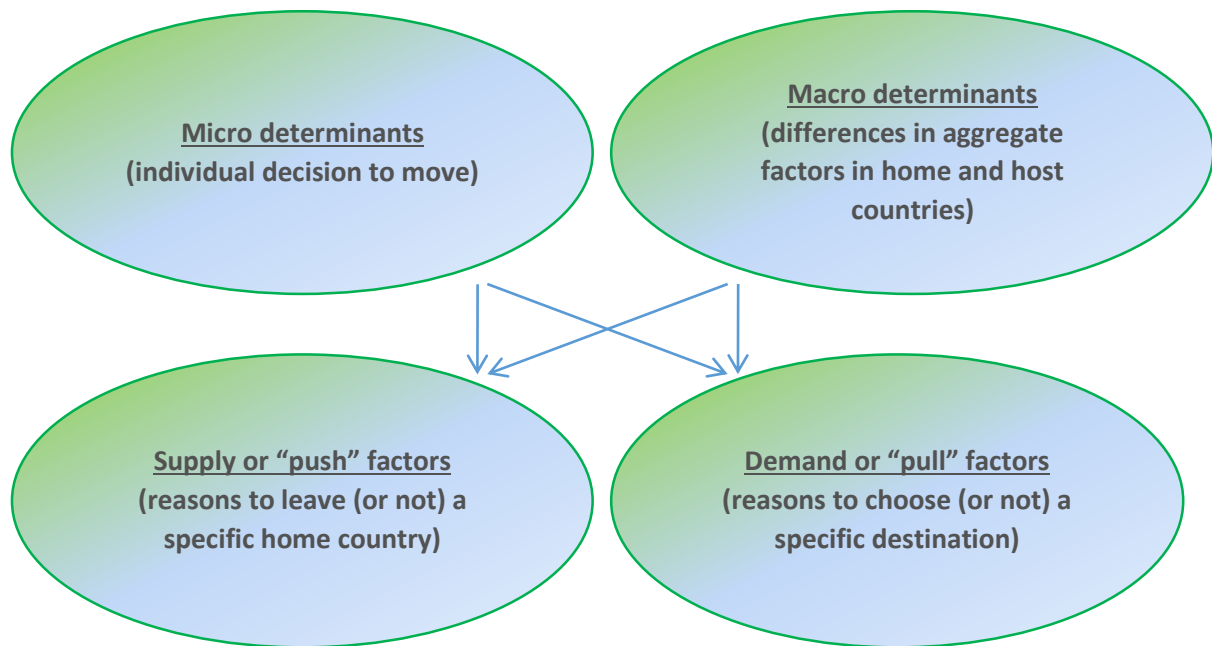 Micro determinants
(individual decision to move)
Macro determinants
(differences in aggregate
factors in home and host
countries)
Supply or “push” factors
(reasons to leave (or not) a
specific home country)
Demand or “pull” factors
(reasons to choose (or not) a
specific destination)